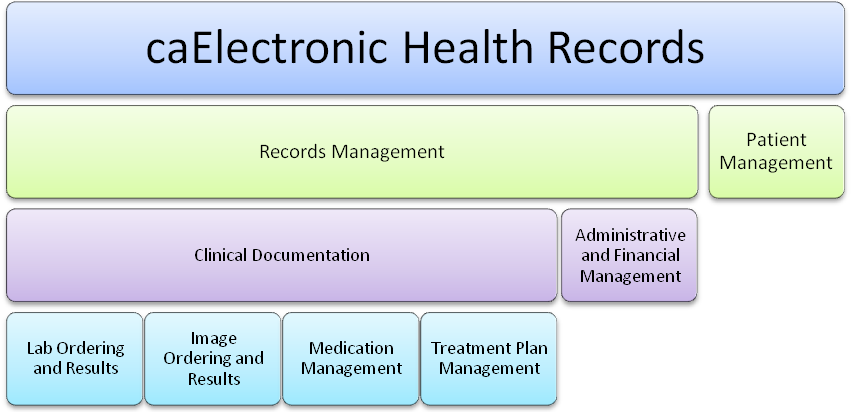 caElectronic Health Records
Records Management
Patient
Management
Clinical Documentation
Administrative
and Financial
Management
Lab Ordering
and Results
Image
Ordering and
Results
Medication
Management
Treatment Plan
Management